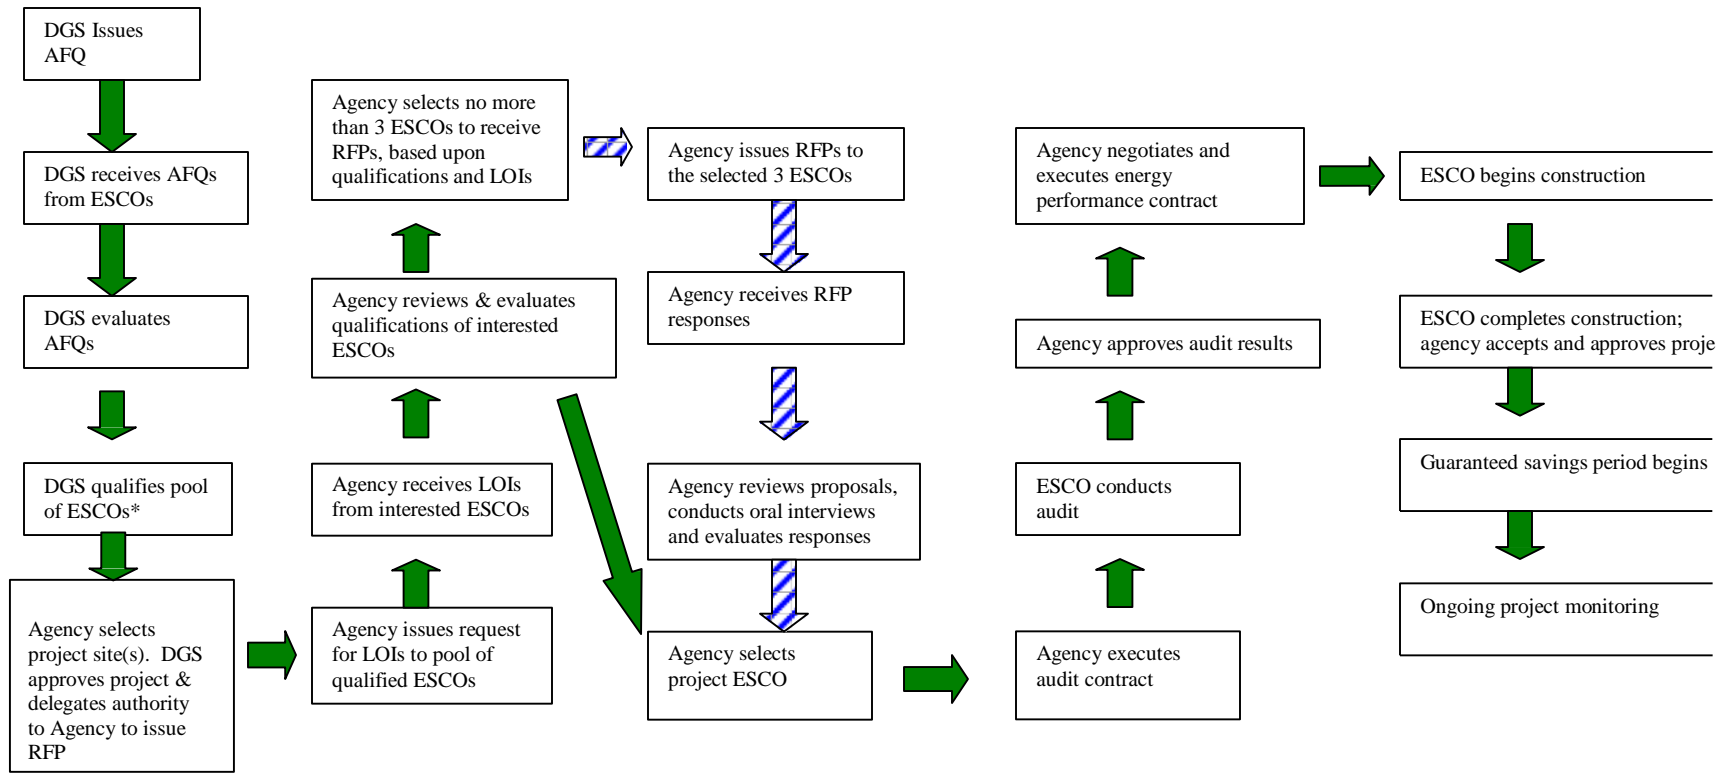 DGS Issues
AFQ
DGS receives AFQs
from ESCOs
DGS evaluates
AFQs
DGS qualifies pool
of ESCOs*
Agency selects
project site(s).  DGS
approves project &
delegates authority
to Agency to issue
RFP
Agency issues request
for LOIs to pool of
qualified ESCOs
Agency receives LOIs
from interested ESCOs
Agency reviews & evaluates
qualifications of interested
ESCOs
Agency selects no more
than 3 ESCOs to receive
RFPs, based upon
qualifications and LOIs
Agency issues RFPs to
the selected 3 ESCOs
Agency receives RFP
responses
Agency reviews proposals,
conducts oral interviews
and evaluates responses
Agency selects
project ESCO
Agency executes
audit contract
ESCO conducts
audit
Agency approves audit results
Agency negotiates and
executes energy
performance contract
ESCO begins construction
ESCO completes construction;
agency accepts and approves proje
Guaranteed savings period begins
Ongoing project monitoring